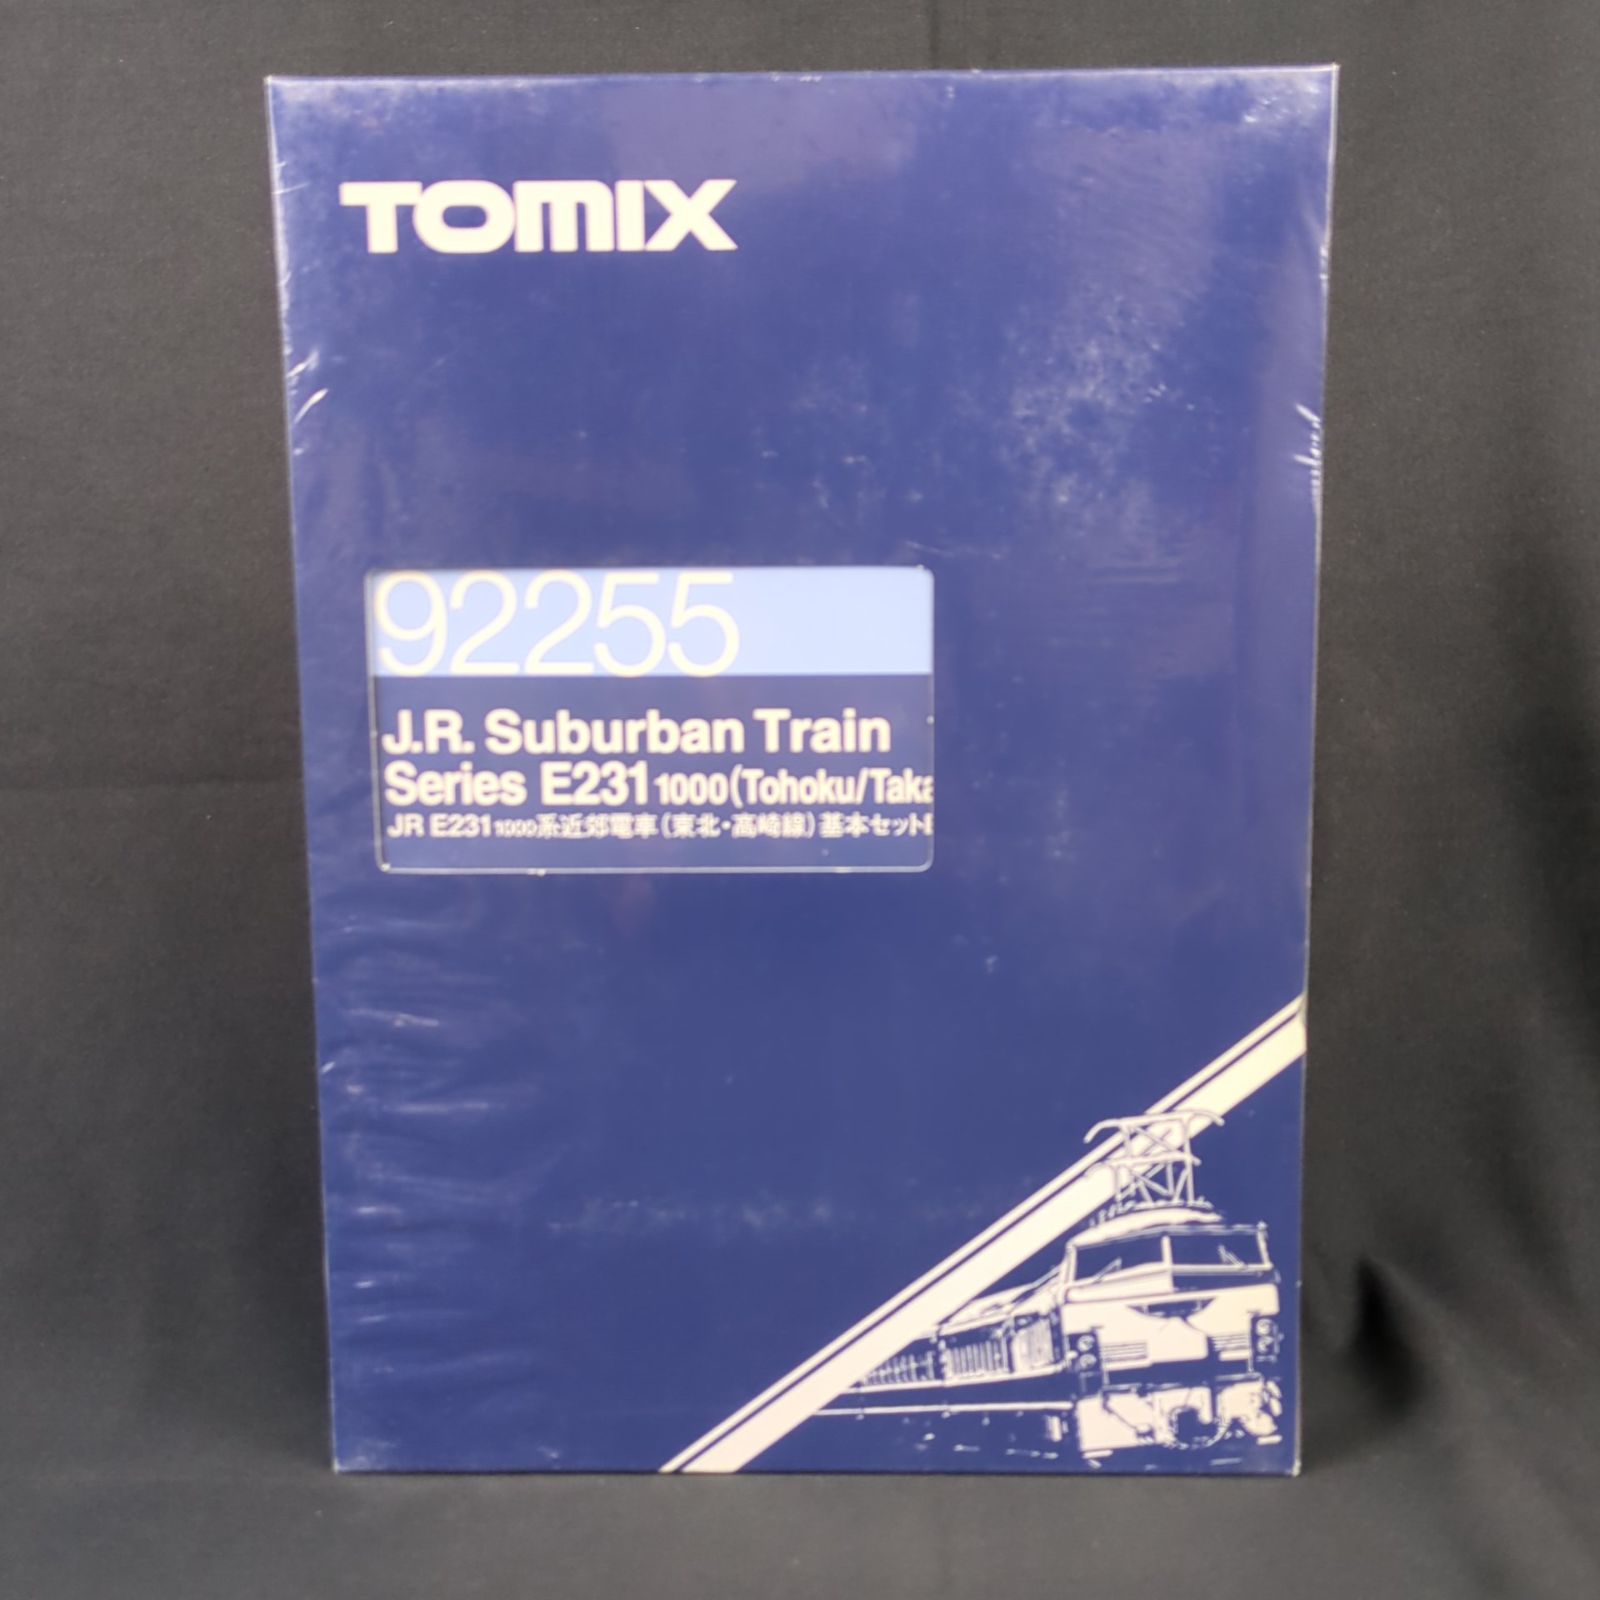 TOMIX
92255
J.R. Suburban Train
Series E231 1000(Tohoku/Taka
JR E231 1000系近郊電車(東北・高崎線)基本セット